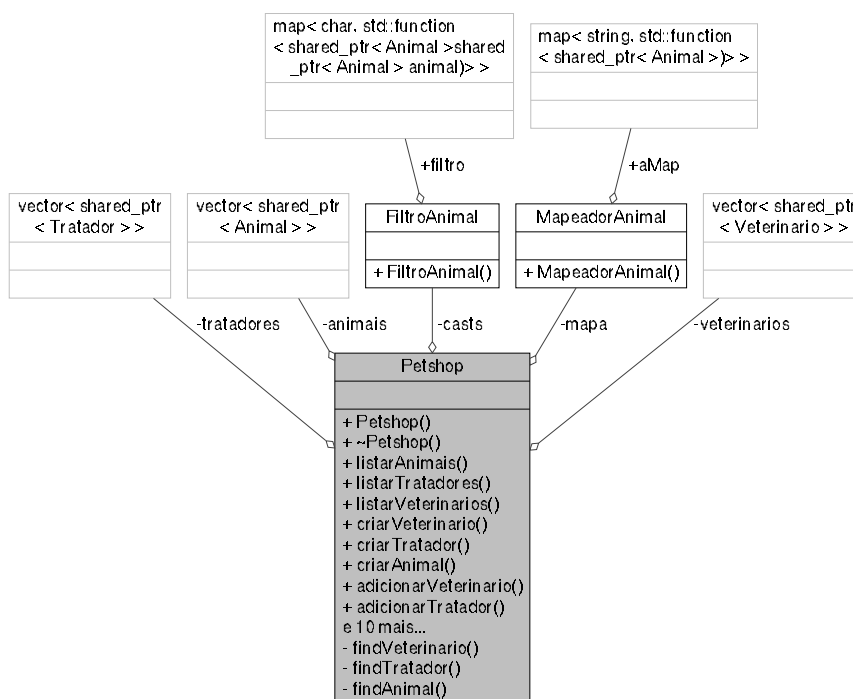 map< char, std::function
< shared_ptr< Animal >shared
_ptr< Animal > animal)> >
map< string, std::function
< shared_ptr< Animal >)> >
+filtro
+aMap
vector< shared_ptr
< Tratador > >
vector< shared_ptr
< Animal > >
FiltroAnimal
+ FiltroAnimal()
MapeadorAnimal
+ MapeadorAnimal()
vector< shared_ptr
< Veterinario > >
-tratadores
-animais
-casts
-mapa
-veterinarios
Petshop
+ Petshop()
+ ~Petshop()
+ listarAnimais()
+ listarTratadores()
+ listarVeterinarios()
+ criarVeterinario()
+ criarTratador()
+ criarAnimal()
+ adicionarVeterinario()
+ adicionarTratador()
e 10 mais...
- findVeterinario()
- findTratador()
- findAnimal()